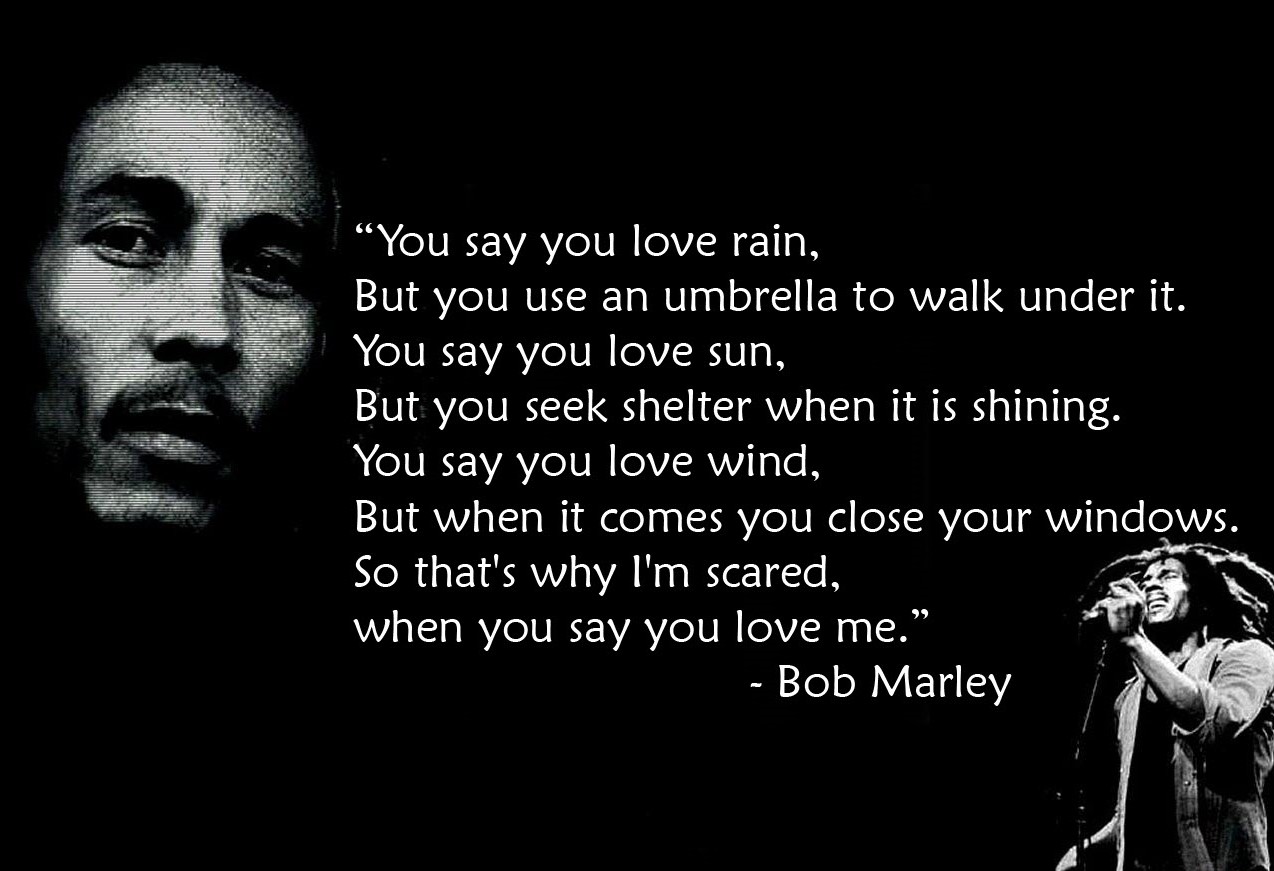 “You say you love rain,
But you use an umbrella to walk under it.
You say you love sun,
But you seek shelter when it is shining.
You say you love wind,
But when it comes you close your windows.
So that's why I'm scared,
when you say you love me.”
- Bob Marley